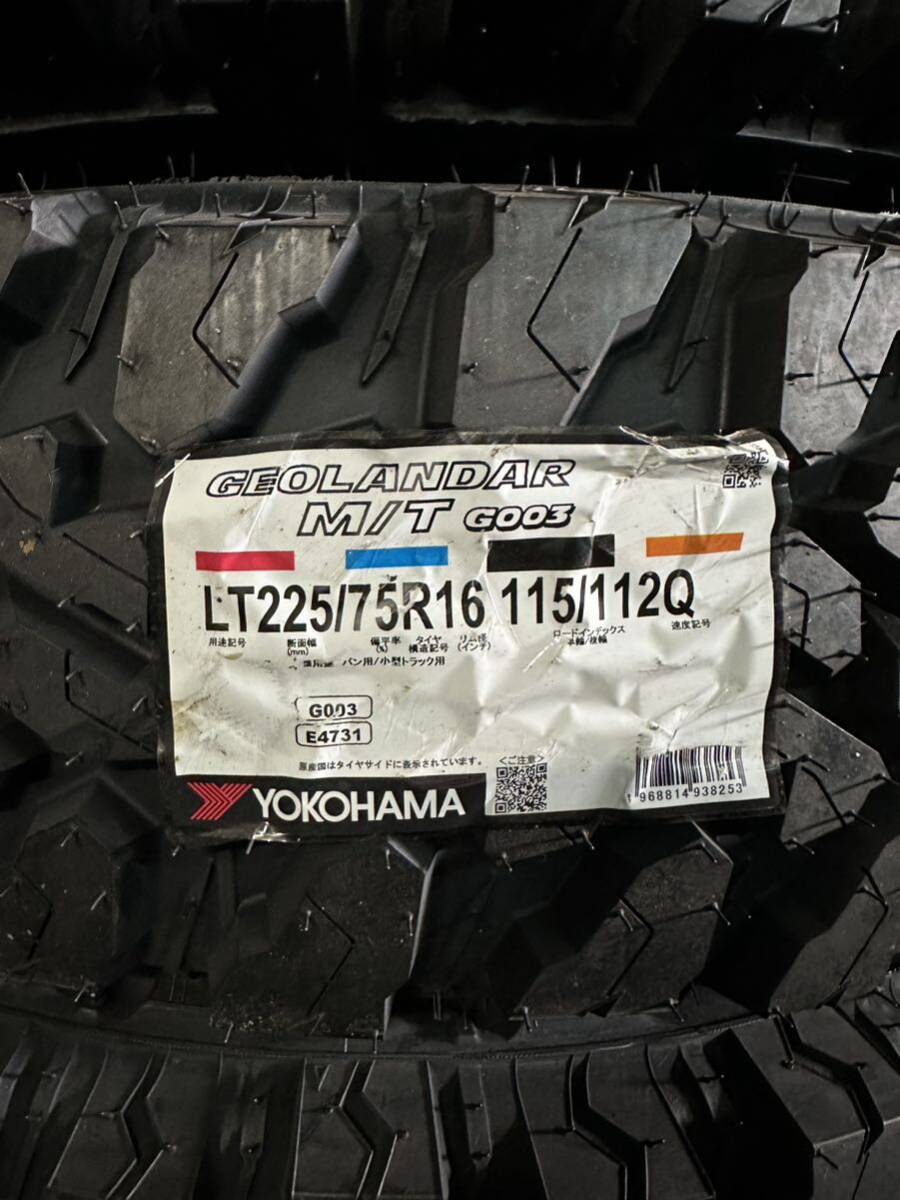 GEOLANDAR
M/T G003
LT225/75R16 115/112Q
用途記号 断面幅(mm) 偏平率(%) タイヤ構造記号 リム径(インチ) ロードインデックス単輪/複輪 速度記号
バン用/小型トラック用
G003
E4731
原産国はタイヤサイドに表示されています。
<ご注意>
YOKOHAMA
968814 938253